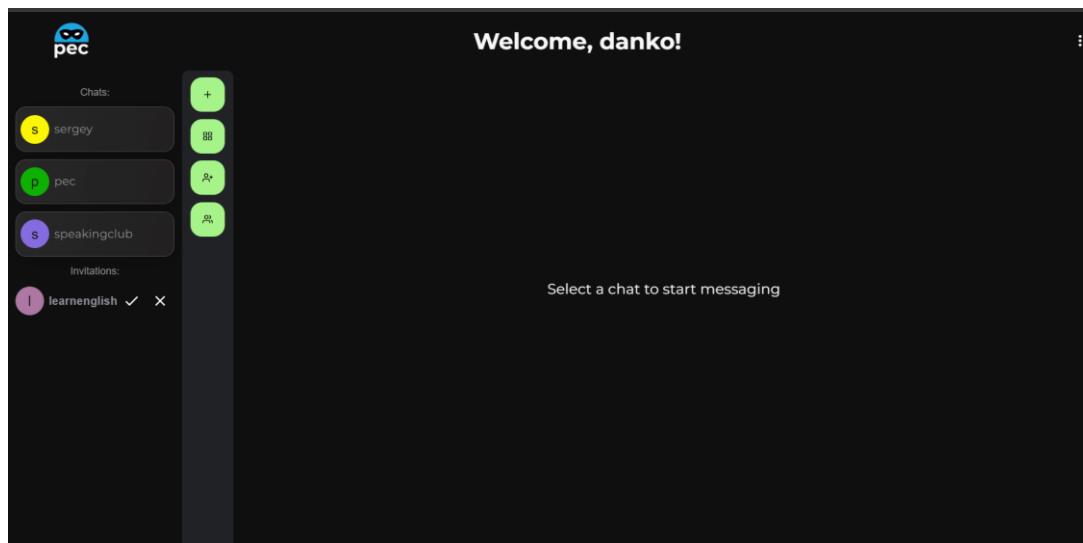 pec
Welcome, danko!
Chats:
s sergey
p pec
s speakingclub
Invitations:
l learnenglish
Select a chat to start messaging